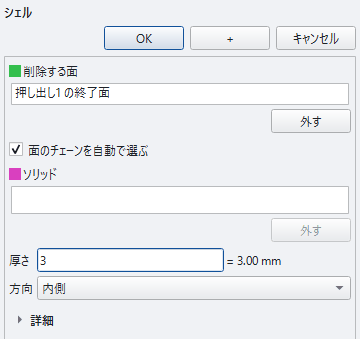 シェル
OK
+
キャンセル
削除する面
押し出し1 の終了面
外す
面のチェーンを自動で選ぶ
ソリッド
外す
厚さ 3 = 3.00 mm
方向 内側
詳細